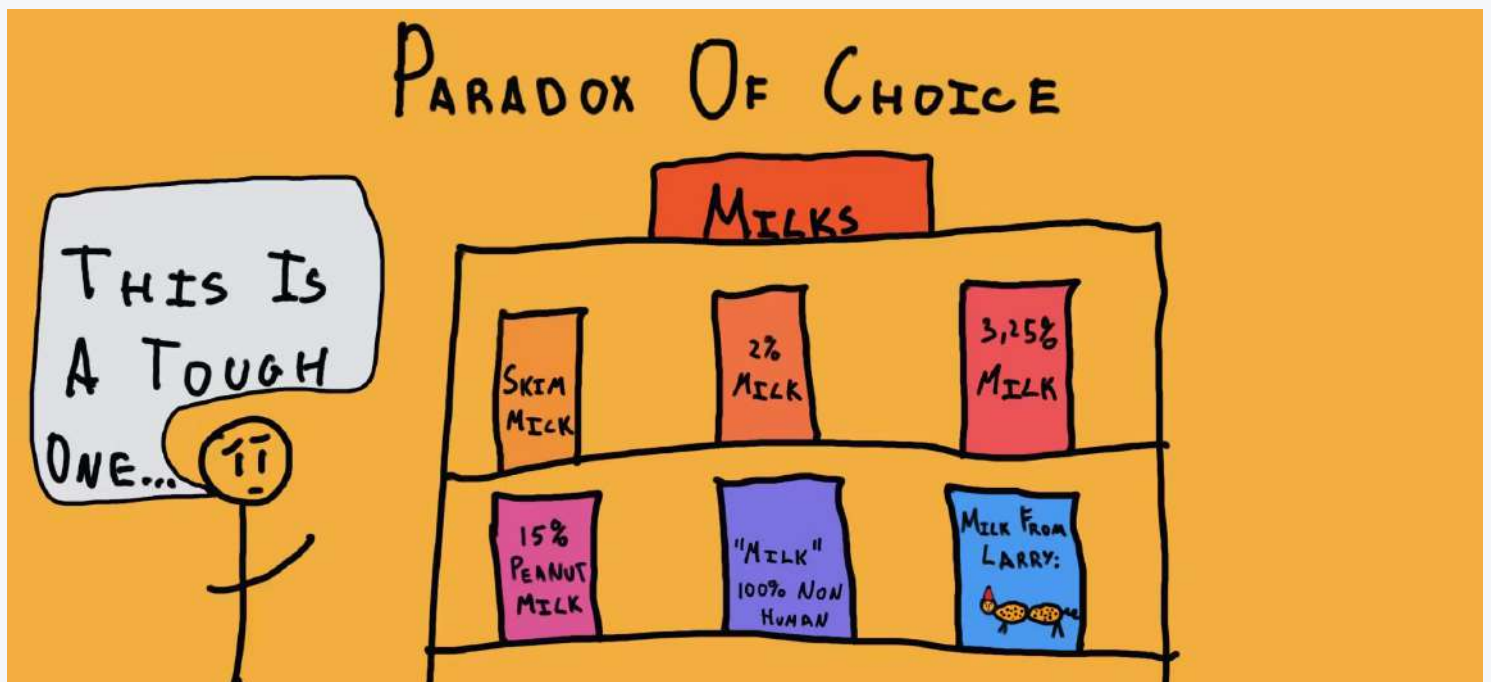 PARADOX OF CHOICE
THIS IS
A TOUGH
ONE...
MILKS
SKIM
MILK
2%
MILK
3,25%
MILK
15%
PEANUT
MILK
"MILK"
100% NON
HUMAN
MILK FROM
LARRY: